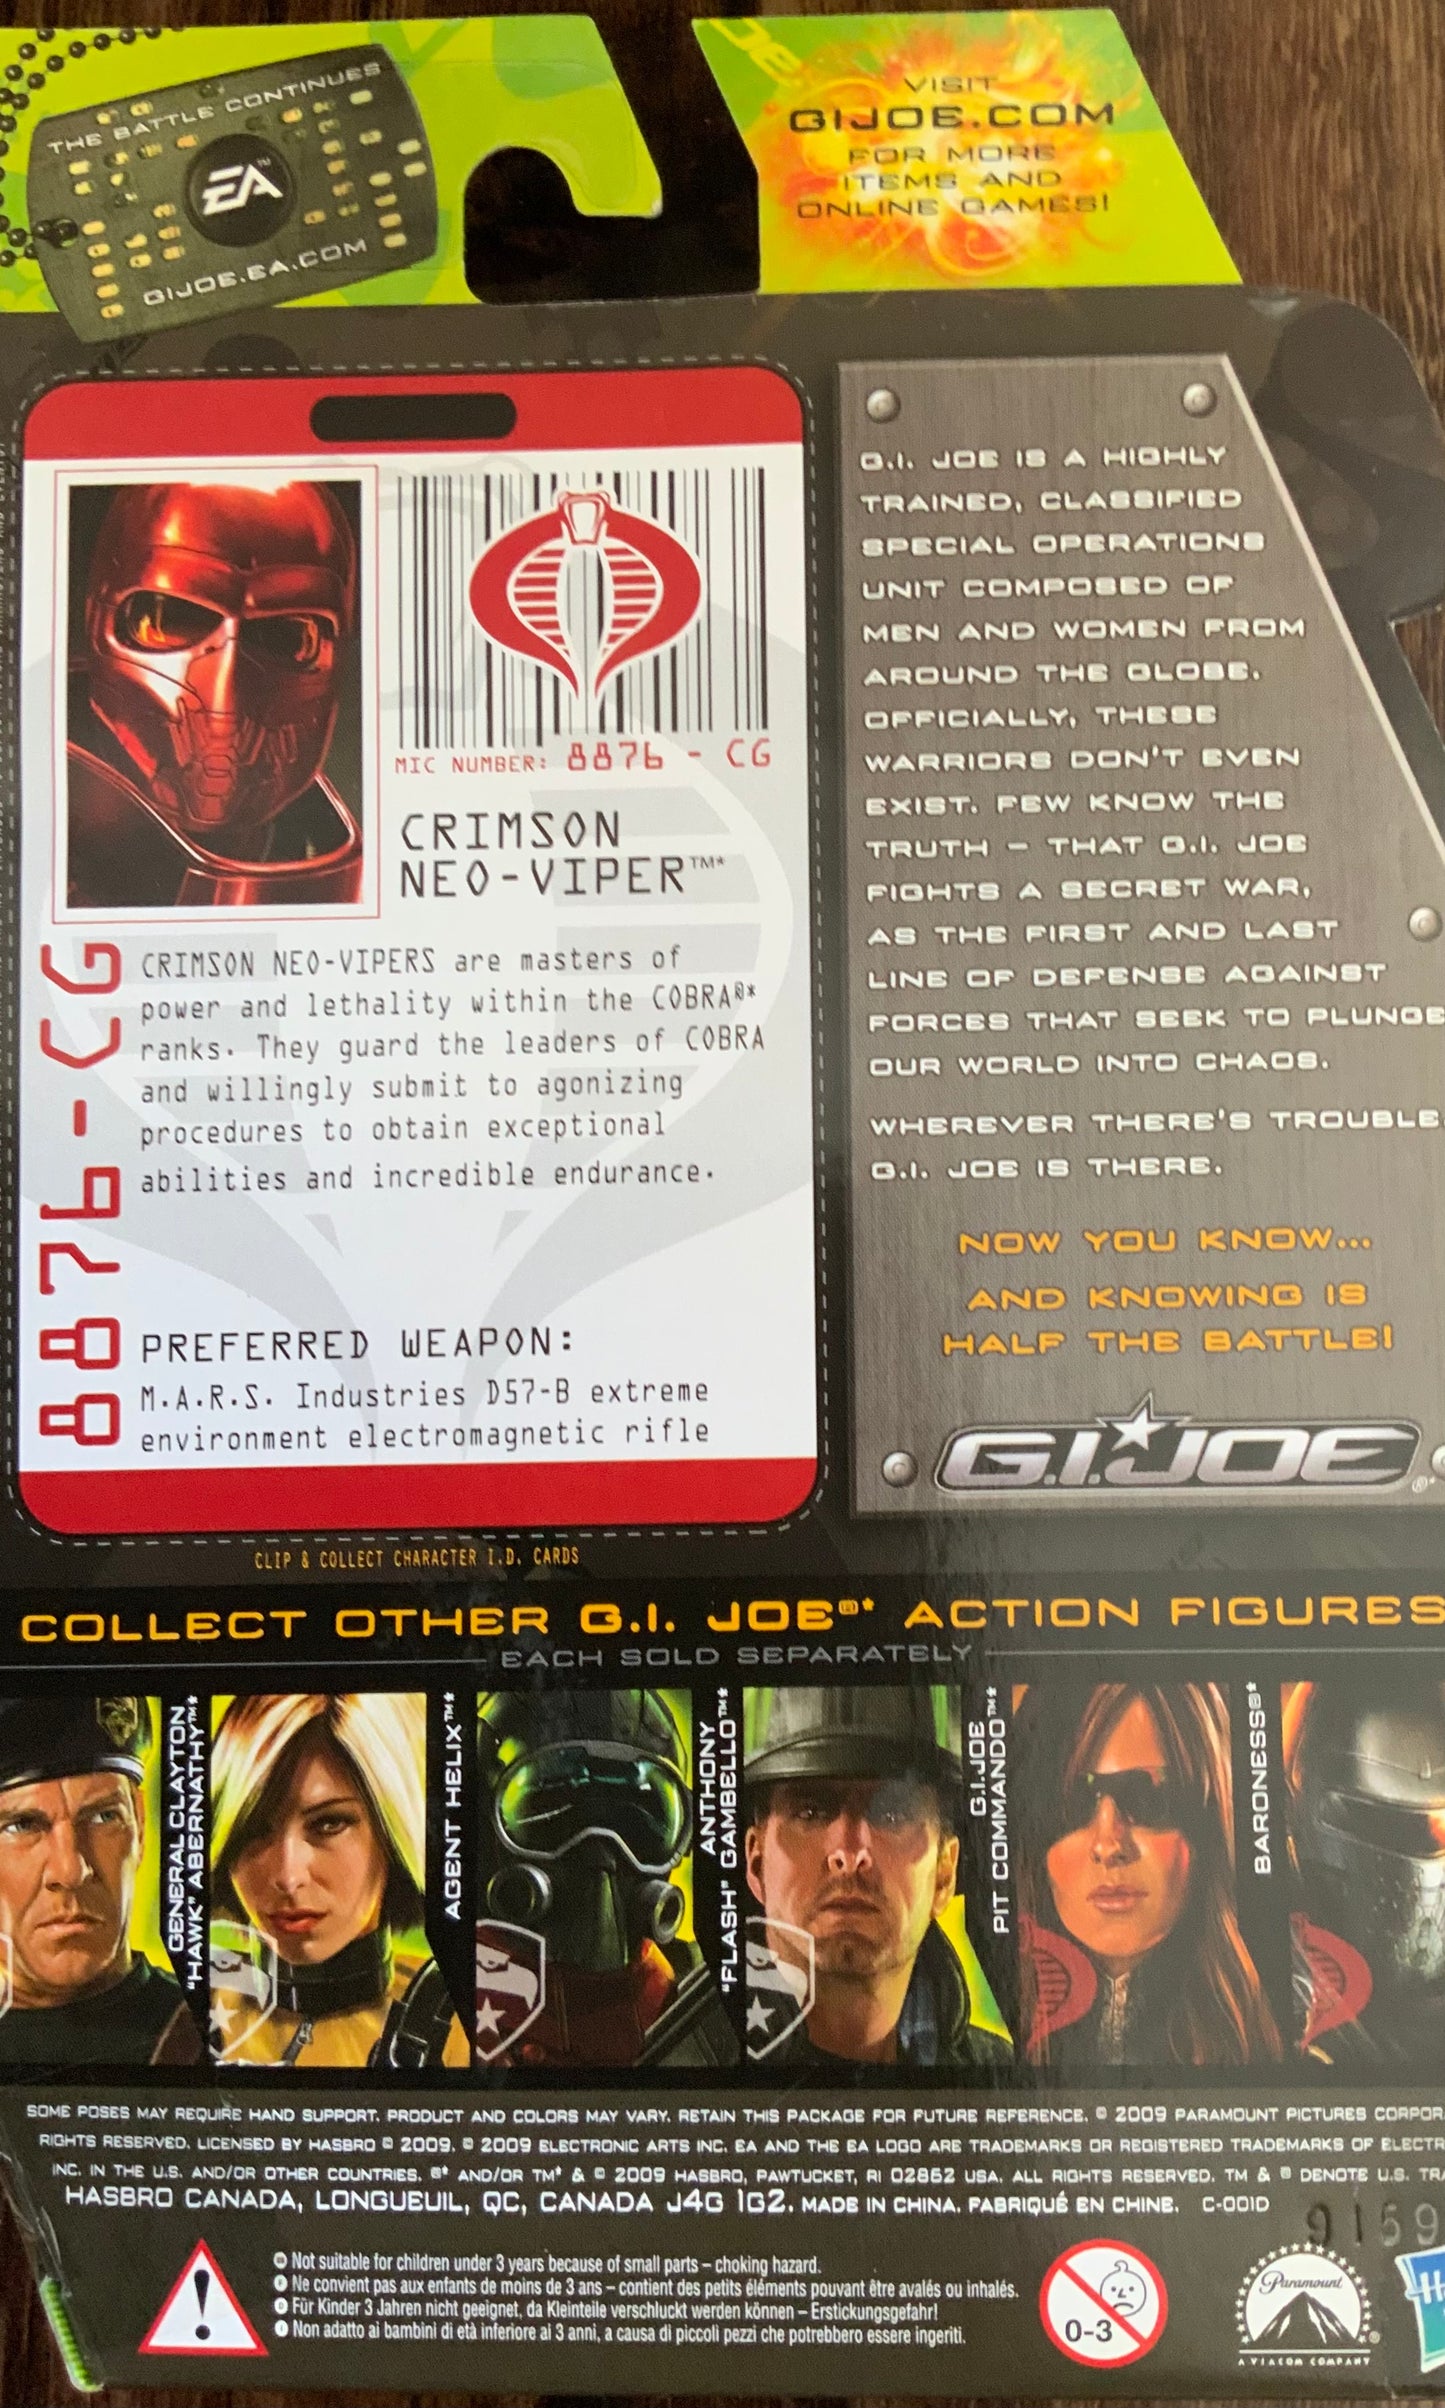 THE BATTLE CONTINUES
EA™
GIJOE.EA.COM
VISIT
GIJOE.COM
FOR MORE
ITEMS AND
ONLINE GAMES!
MIC NUMBER: 8876 - CG
CRIMSON
NEO-VIPER™*
8876-CG
CRIMSON NEO-VIPERS are masters of
power and lethality within the COBRA®*
ranks. They guard the leaders of COBRA
and willingly submit to agonizing
procedures to obtain exceptional
abilities and incredible endurance.
PREFERRED WEAPON:
M.A.R.S. Industries D57-B extreme
environment electromagnetic rifle
CLIP & COLLECT CHARACTER I.D. CARDS
G.I. JOE IS A HIGHLY
TRAINED, CLASSIFIED
SPECIAL OPERATIONS
UNIT COMPOSED OF
MEN AND WOMEN FROM
AROUND THE GLOBE.
OFFICIALLY, THESE
WARRIORS DON'T EVEN
EXIST. FEW KNOW THE
TRUTH – THAT G.I. JOE
FIGHTS A SECRET WAR,
AS THE FIRST AND LAST
LINE OF DEFENSE AGAINST
FORCES THAT SEEK TO PLUNGE
OUR WORLD INTO CHAOS.
WHEREVER THERE'S TROUBLE
G.I. JOE IS THERE.
NOW YOU KNOW...
AND KNOWING IS
HALF THE BATTLE!
G.I. JOE®*
COLLECT OTHER G.I. JOE®* ACTION FIGURES
EACH SOLD SEPARATELY
GENERAL CLAYTON
"HAWK" ABERNATHY™*
AGENT HELIX™*
ANTHONY
"FLASH" GAMBELLO™*
G.I.JOE
PIT COMMANDO™*
BARONESS®*
SOME POSES MAY REQUIRE HAND SUPPORT. PRODUCT AND COLORS MAY VARY. RETAIN THIS PACKAGE FOR FUTURE REFERENCE. © 2009 PARAMOUNT PICTURES CORPOR
RIGHTS RESERVED. LICENSED BY HASBRO © 2009. © 2009 ELECTRONIC ARTS INC. EA AND THE EA LOGO ARE TRADEMARKS OR REGISTERED TRADEMARKS OF ELECTR
INC. IN THE U.S. AND/OR OTHER COUNTRIES. ®* AND/OR TM* & © 2009 HASBRO, PAWTUCKET, RI 02862 USA. ALL RIGHTS RESERVED. TM & ® DENOTE U.S. TRA
HASBRO CANADA, LONGUEUIL, QC, CANADA J4G 1G2. MADE IN CHINA. FABRIQUÉ EN CHINE. C-001D
9159
Not suitable for children under 3 years because of small parts – choking hazard.
Ne convient pas aux enfants de moins de 3 ans – contient des petits éléments pouvant être avalés ou inhalés.
Für Kinder 3 Jahren nicht geeignet, da Kleinteile verschluckt werden können – Erstickungsgefahr!
Non adatto ai bambini di età inferiore ai 3 anni, a causa di piccoli pezzi che potrebbero essere ingeriti.
0-3
Paramount
A VIACOM COMPANY